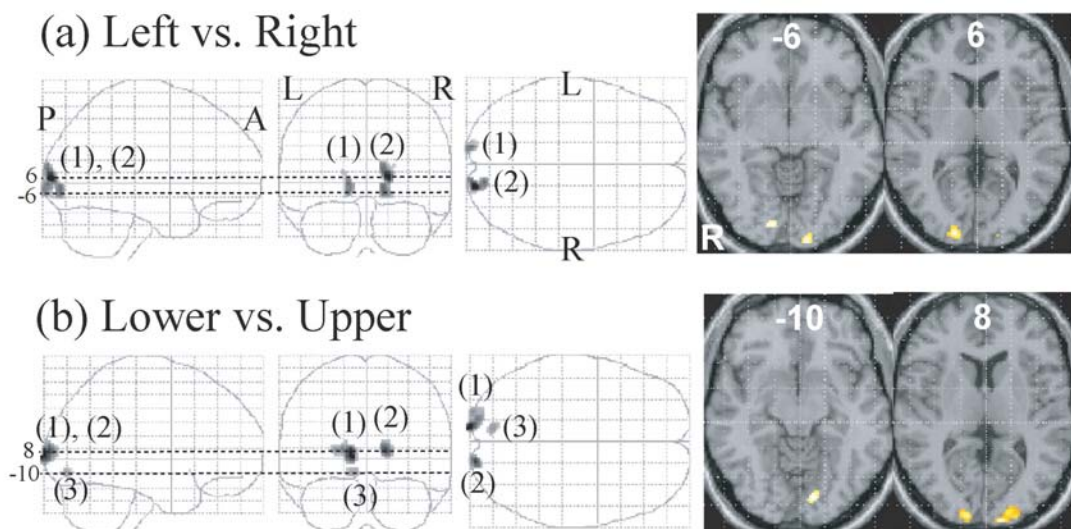 (a) Left vs. Right
-6 6
L R L
P A
(1), (2) (1) (2) (1)
6 (2)
-6
R R
(b) Lower vs. Upper
-10 8
(1)
(1), (2) (1) (2) (3)
8
-10
(3) (3) (2)